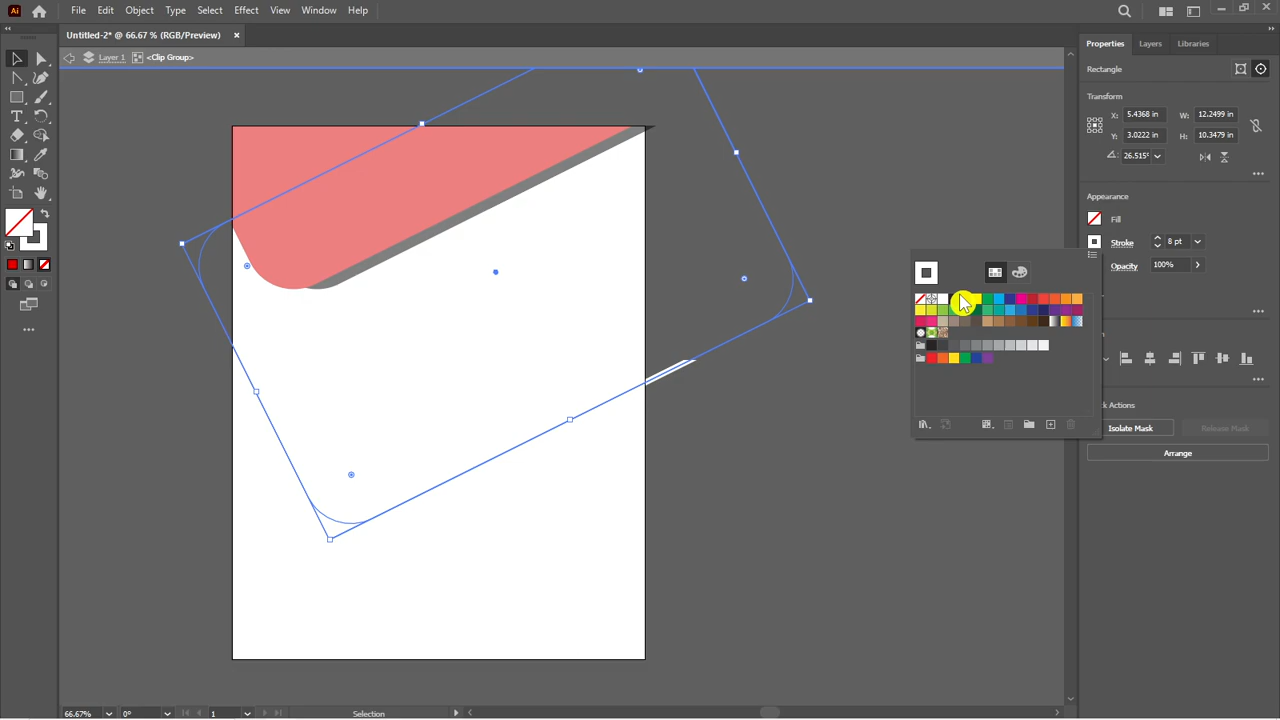 Ai
File Edit Object Type Select Effect View Window Help
Untitled-2* @ 66.67 % (RGB/Preview) ×
Layer 1 <Clip Group>
Properties Layers Libraries
Rectangle
Transform
X: 5.4368 in W: 12.2499 in
Y: 3.0222 in H: 10.3479 in
26.515°
Appearance
Fill
Stroke 8 pt
Opacity 100%
Isolate Mask Release Mask
Arrange
66.67% 0° 1 Selection